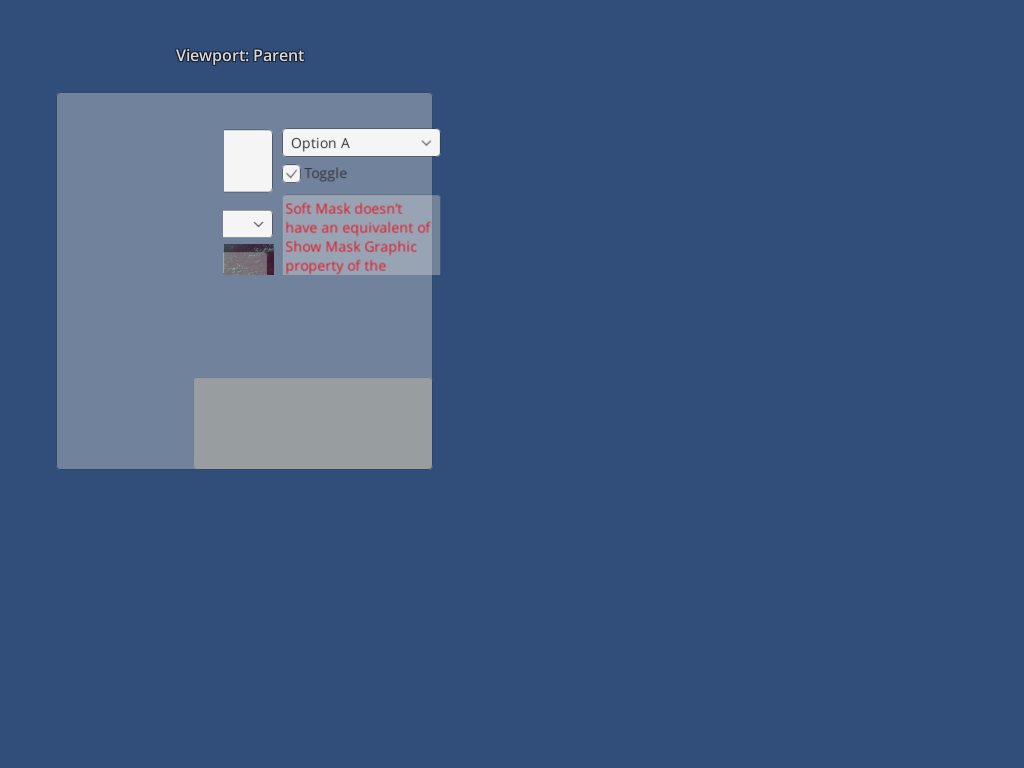 Viewport: Parent
Option A
Toggle
Soft Mask doesn't
have an equivalent of
Show Mask Graphic
property of the